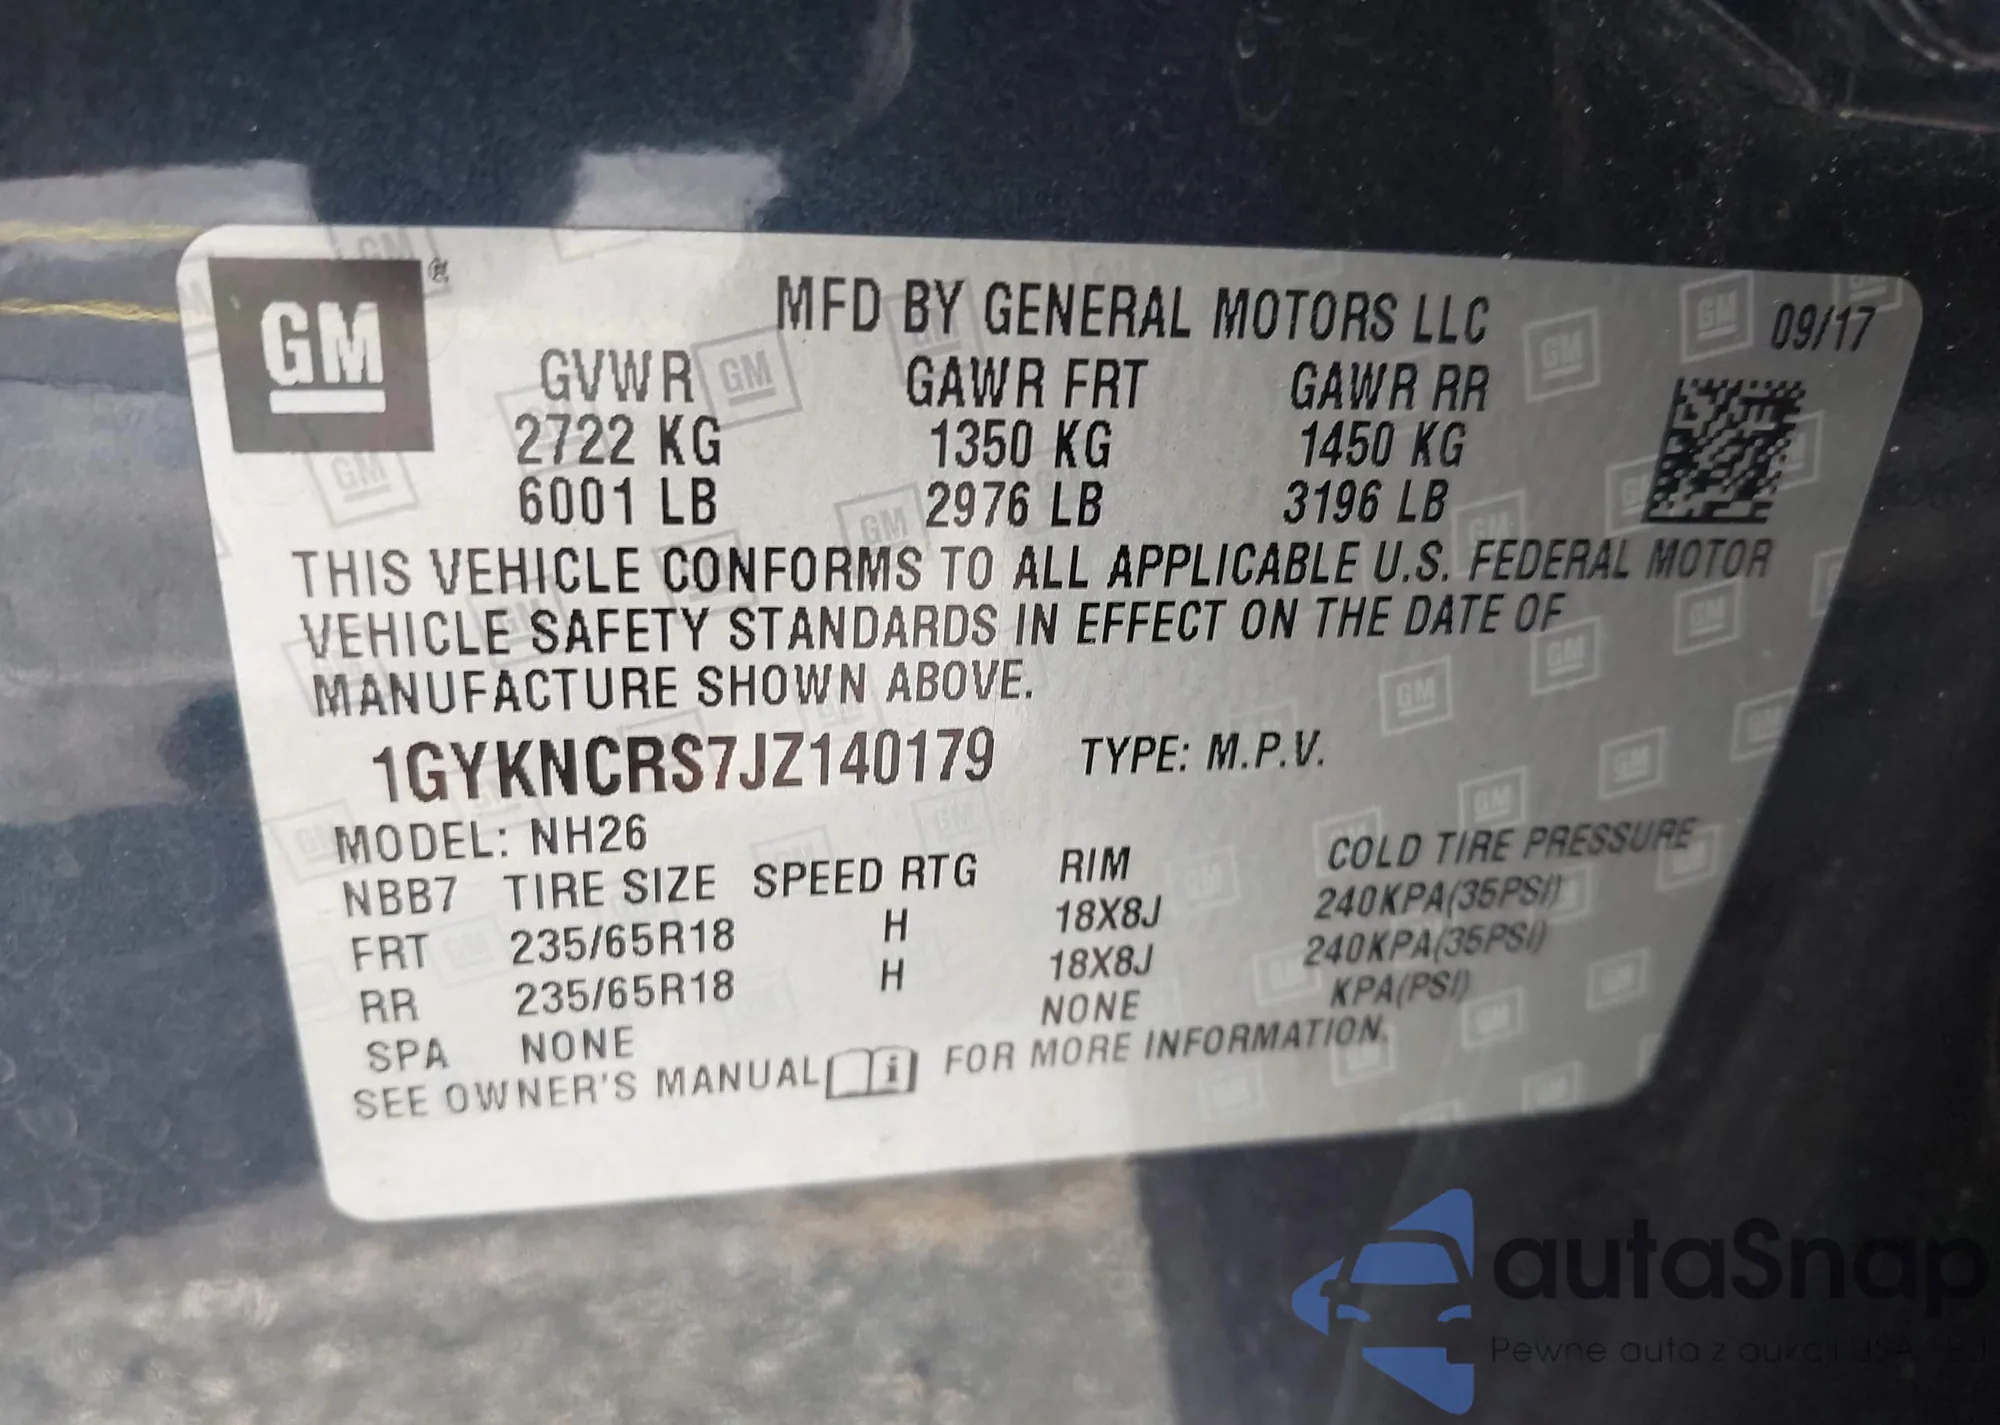 GM
MFD BY GENERAL MOTORS LLC
09/17
GVWR GAWR FRT GAWR RR
2722 KG 1350 KG 1450 KG
6001 LB 2976 LB 3196 LB
THIS VEHICLE CONFORMS TO ALL APPLICABLE U.S. FEDERAL MOTOR
VEHICLE SAFETY STANDARDS IN EFFECT ON THE DATE OF
MANUFACTURE SHOWN ABOVE.
1GYKNCRS7JZ140179 TYPE: M.P.V.
MODEL: NH26
NBB7 TIRE SIZE SPEED RTG RIM COLD TIRE PRESSURE
FRT 235/65R18 H 18X8J 240KPA(35PSI)
RR 235/65R18 H 18X8J 240KPA(35PSI)
SPA NONE NONE KPA(PSI)
SEE OWNER'S MANUAL i FOR MORE INFORMATION.
autaSnap
Pewne auta z aukcji USA